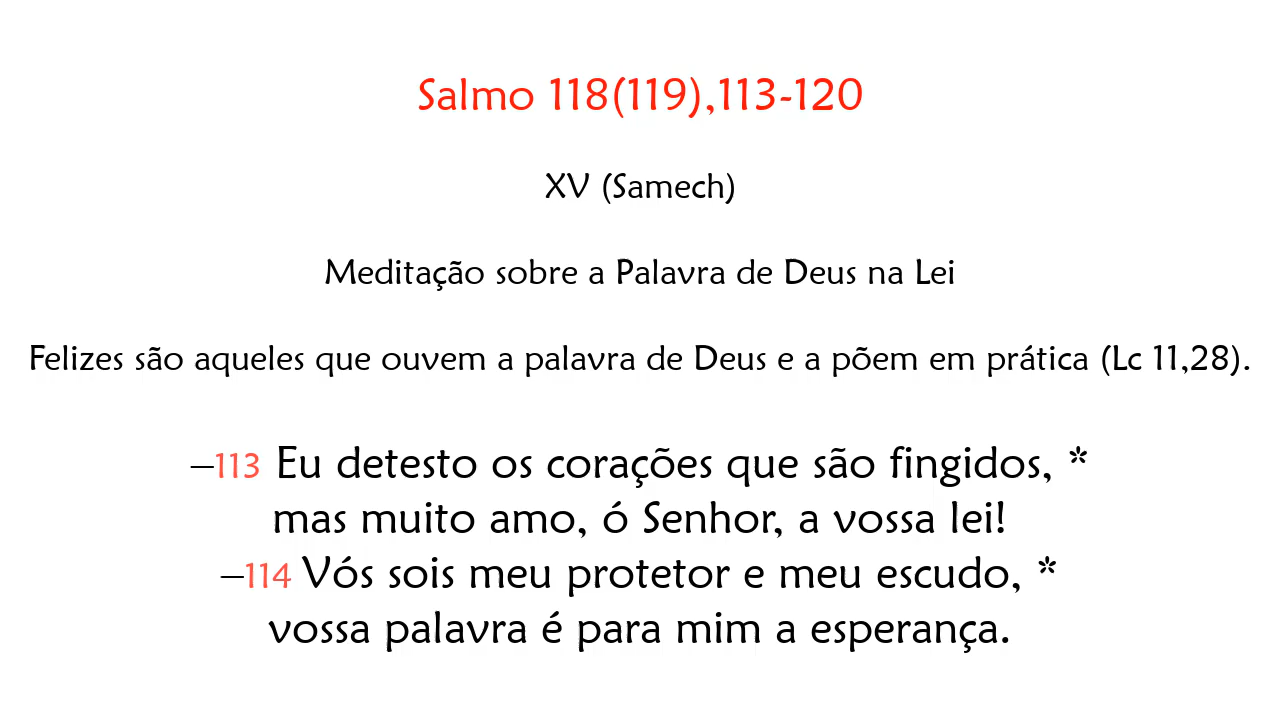 Salmo 118(119),113-120
XV (Samech)
Meditação sobre a Palavra de Deus na Lei
Felizes são aqueles que ouvem a palavra de Deus e a põem em prática (Lc 11,28).
–113 Eu detesto os corações que são fingidos, *
mas muito amo, ó Senhor, a vossa lei!
–114 Vós sois meu protetor e meu escudo, *
vossa palavra é para mim a esperança.